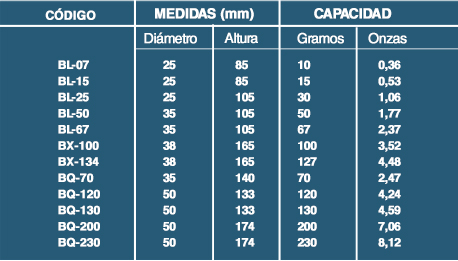 CÓDIGO MEDIDAS (mm) CAPACIDAD
Diámetro Altura Gramos Onzas
BL-07 25 85 10 0,36
BL-15 25 85 15 0,53
BL-25 25 105 30 1,06
BL-50 35 105 50 1,77
BL-67 35 105 67 2,37
BX-100 38 165 100 3,52
BX-134 38 165 127 4,48
BQ-70 35 140 70 2,47
BQ-120 50 133 120 4,24
BQ-130 50 133 130 4,59
BQ-200 50 174 200 7,06
BQ-230 50 174 230 8,12